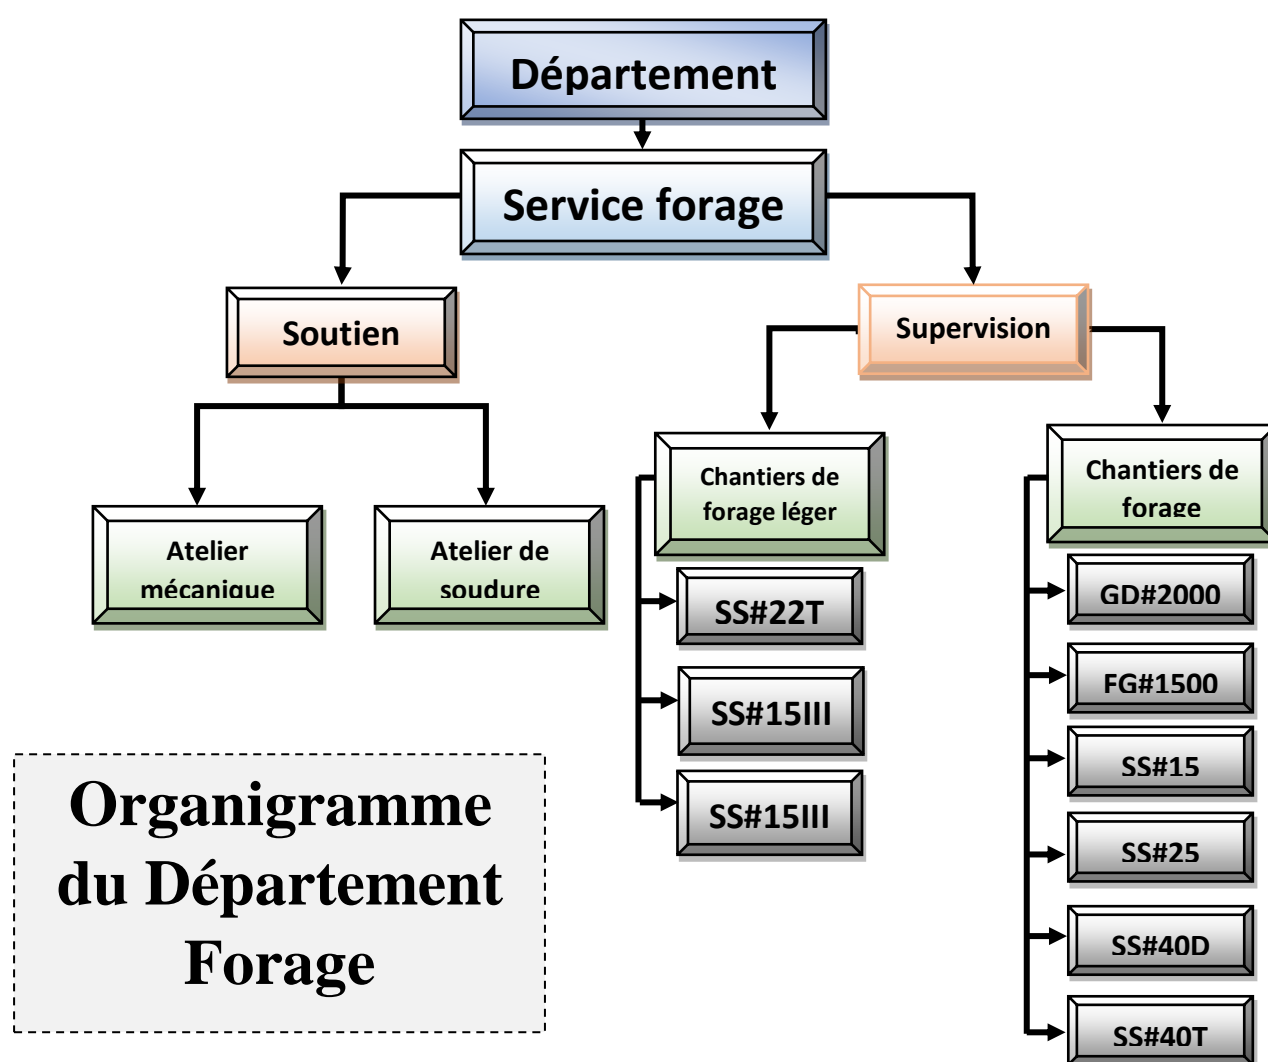 Département
Service forage
Soutien
Supervision
Atelier
mécanique
Atelier de
soudure
Chantiers de
forage léger
SS#22T
SS#15III
SS#15III
Chantiers de
forage
GD#2000
FG#1500
SS#15
SS#25
SS#40D
SS#40T
Organigramme
du Département
Forage